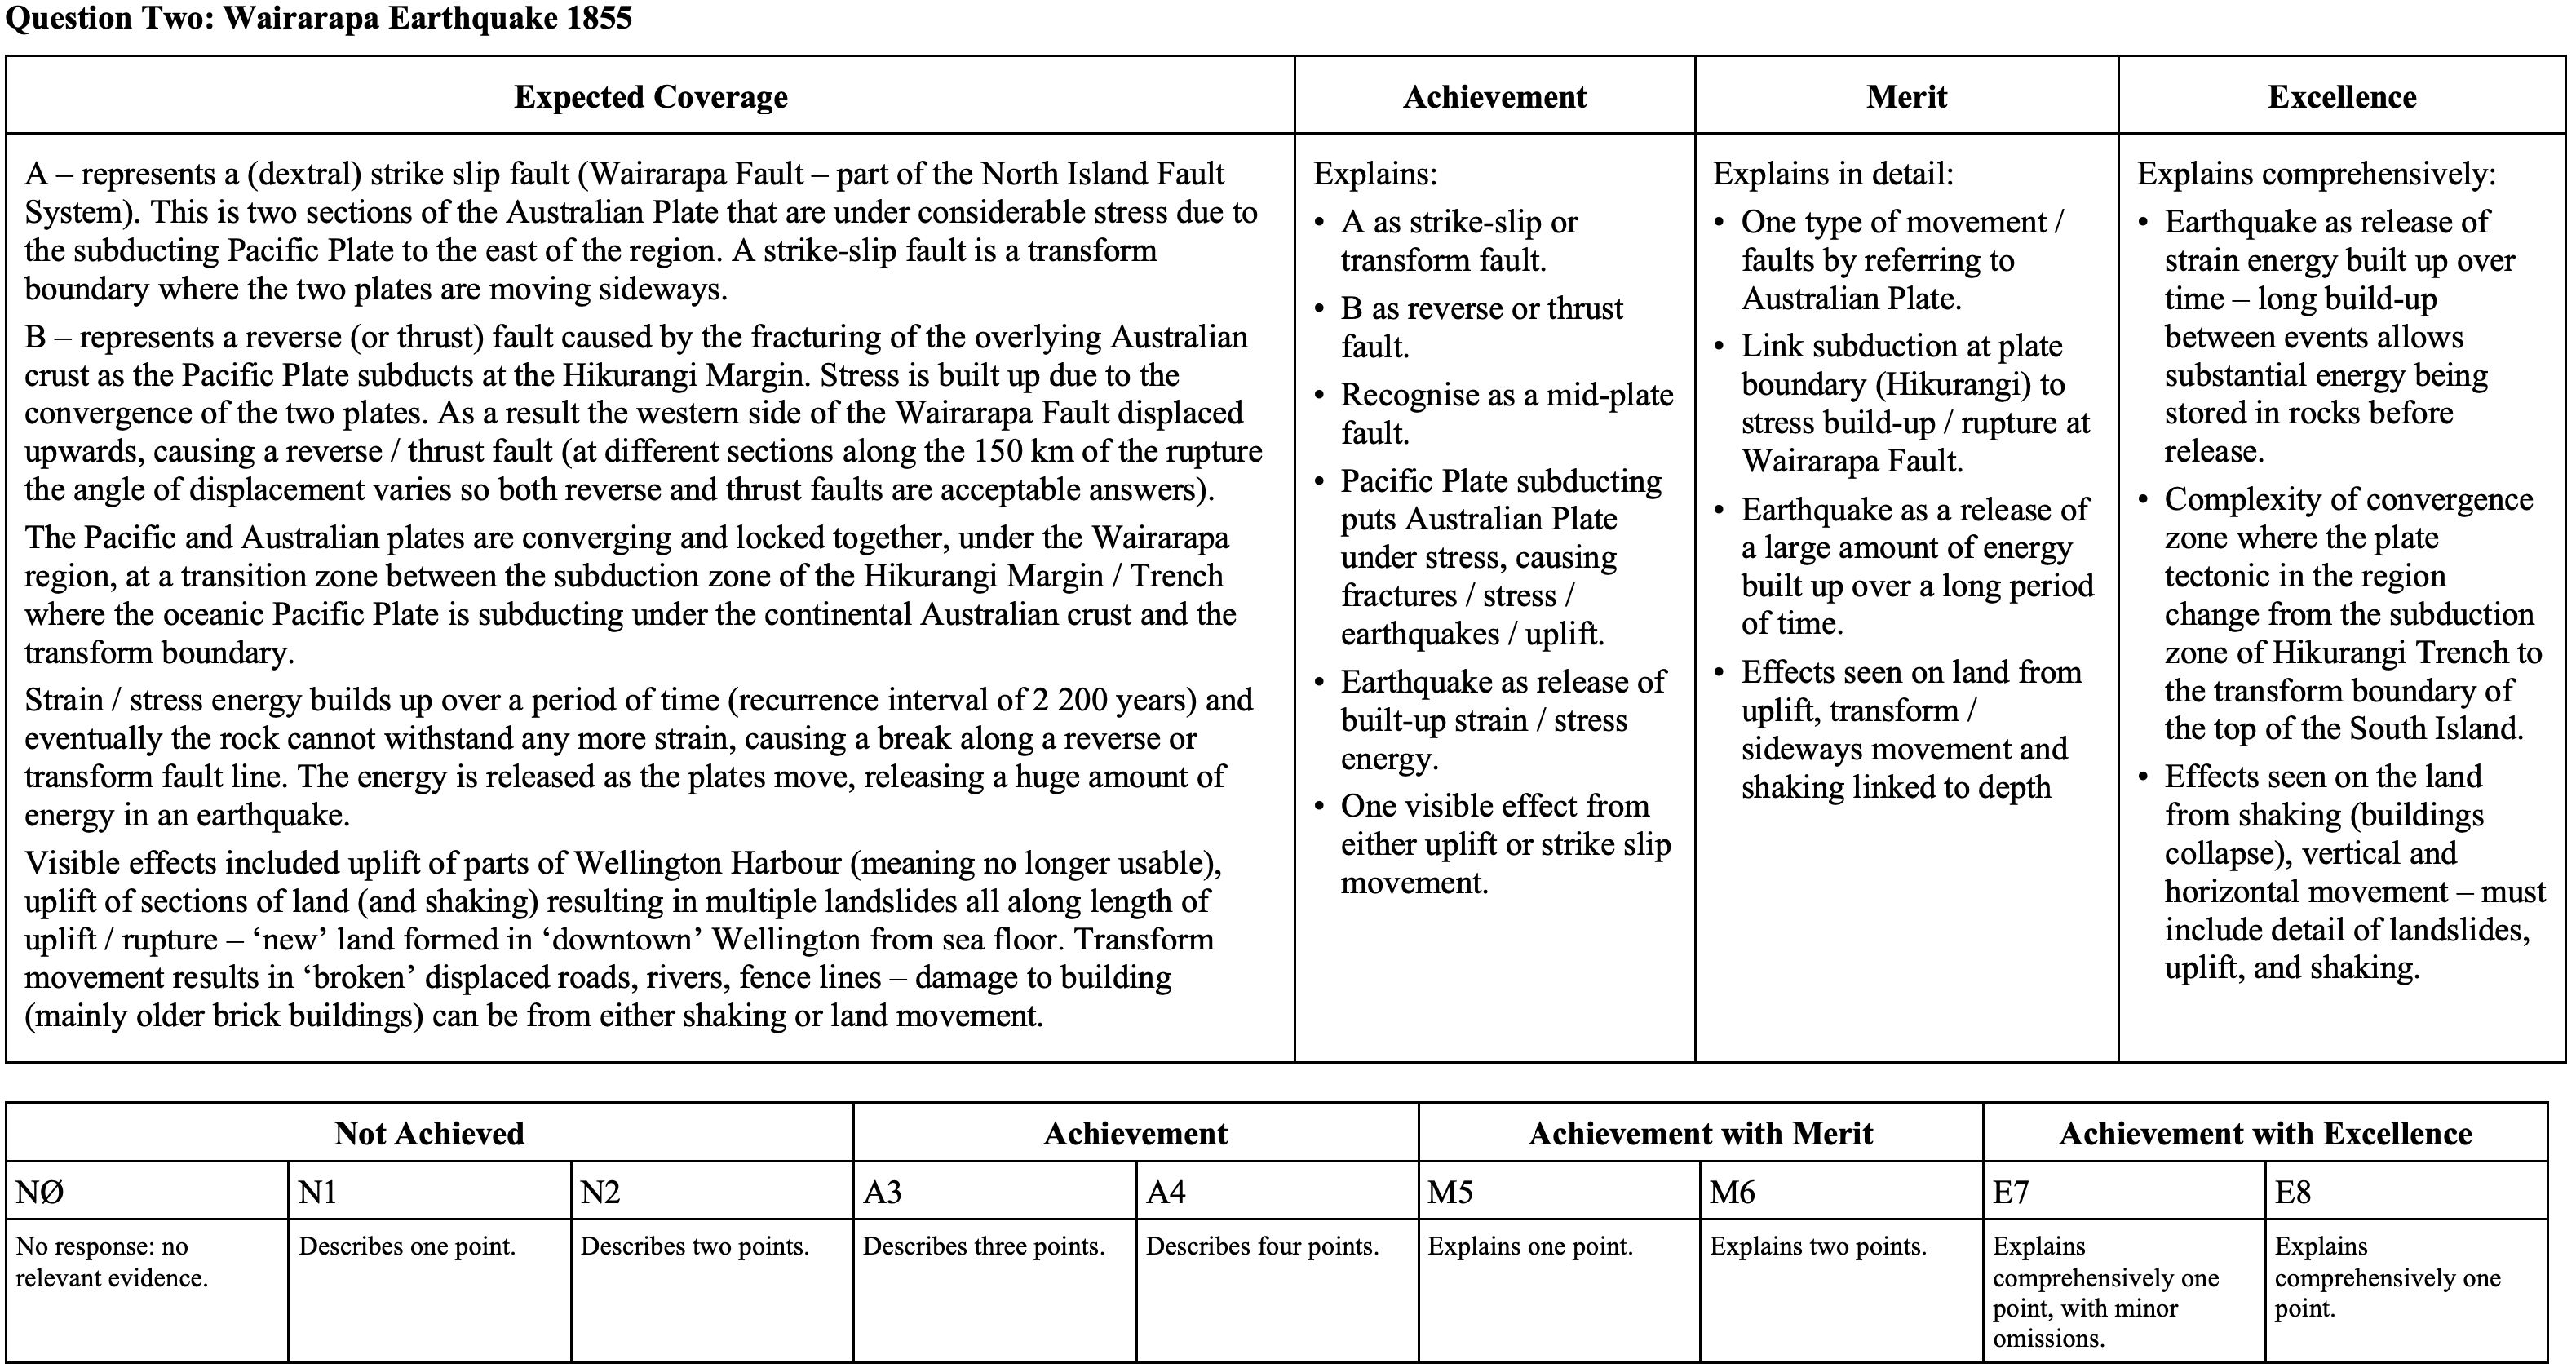 Question Two: Wairarapa Earthquake 1855
Expected Coverage
Achievement
Merit
Excellence
A – represents a (dextral) strike slip fault (Wairarapa Fault – part of the North Island Fault
System). This is two sections of the Australian Plate that are under considerable stress due to
the subducting Pacific Plate to the east of the region. A strike-slip fault is a transform
boundary where the two plates are moving sideways.
B – represents a reverse (or thrust) fault caused by the fracturing of the overlying Australian
crust as the Pacific Plate subducts at the Hikurangi Margin. Stress is built up due to the
convergence of the two plates. As a result the western side of the Wairarapa Fault displaced
upwards, causing a reverse / thrust fault (at different sections along the 150 km of the rupture
the angle of displacement varies so both reverse and thrust faults are acceptable answers).
The Pacific and Australian plates are converging and locked together, under the Wairarapa
region, at a transition zone between the subduction zone of the Hikurangi Margin / Trench
where the oceanic Pacific Plate is subducting under the continental Australian crust and the
transform boundary.
Strain / stress energy builds up over a period of time (recurrence interval of 2 200 years) and
eventually the rock cannot withstand any more strain, causing a break along a reverse or
transform fault line. The energy is released as the plates move, releasing a huge amount of
energy in an earthquake.
Visible effects included uplift of parts of Wellington Harbour (meaning no longer usable),
uplift of sections of land (and shaking) resulting in multiple landslides all along length of
uplift / rupture – ‘new’ land formed in ‘downtown’ Wellington from sea floor. Transform
movement results in ‘broken’ displaced roads, rivers, fence lines – damage to building
(mainly older brick buildings) can be from either shaking or land movement.
Explains:
• A as strike-slip or
transform fault.
• B as reverse or thrust
fault.
• Recognise as a mid-plate
fault.
• Pacific Plate subducting
puts Australian Plate
under stress, causing
fractures / stress /
earthquakes / uplift.
• Earthquake as release of
built-up strain / stress
energy.
• One visible effect from
either uplift or strike slip
movement.
Explains in detail:
• One type of movement /
faults by referring to
Australian Plate.
• Link subduction at plate
boundary (Hikurangi) to
stress build-up / rupture at
Wairarapa Fault.
• Earthquake as a release of
a large amount of energy
built up over a long period
of time.
• Effects seen on land from
uplift, transform /
sideways movement and
shaking linked to depth
Explains comprehensively:
• Earthquake as release of
strain energy built up over
time – long build-up
between events allows
substantial energy being
stored in rocks before
release.
• Complexity of convergence
zone where the plate
tectonic in the region
change from the subduction
zone of Hikurangi Trench to
the transform boundary of
the top of the South Island.
• Effects seen on the land
from shaking (buildings
collapse), vertical and
horizontal movement – must
include detail of landslides,
uplift, and shaking.
Not Achieved
Achievement
Achievement with Merit
Achievement with Excellence
NØ
N1
N2
A3
A4
M5
M6
E7
E8
No response: no
relevant evidence.
Describes one point.
Describes two points.
Describes three points.
Describes four points.
Explains one point.
Explains two points.
Explains
comprehensively one
point, with minor
omissions.
Explains
comprehensively one
point.